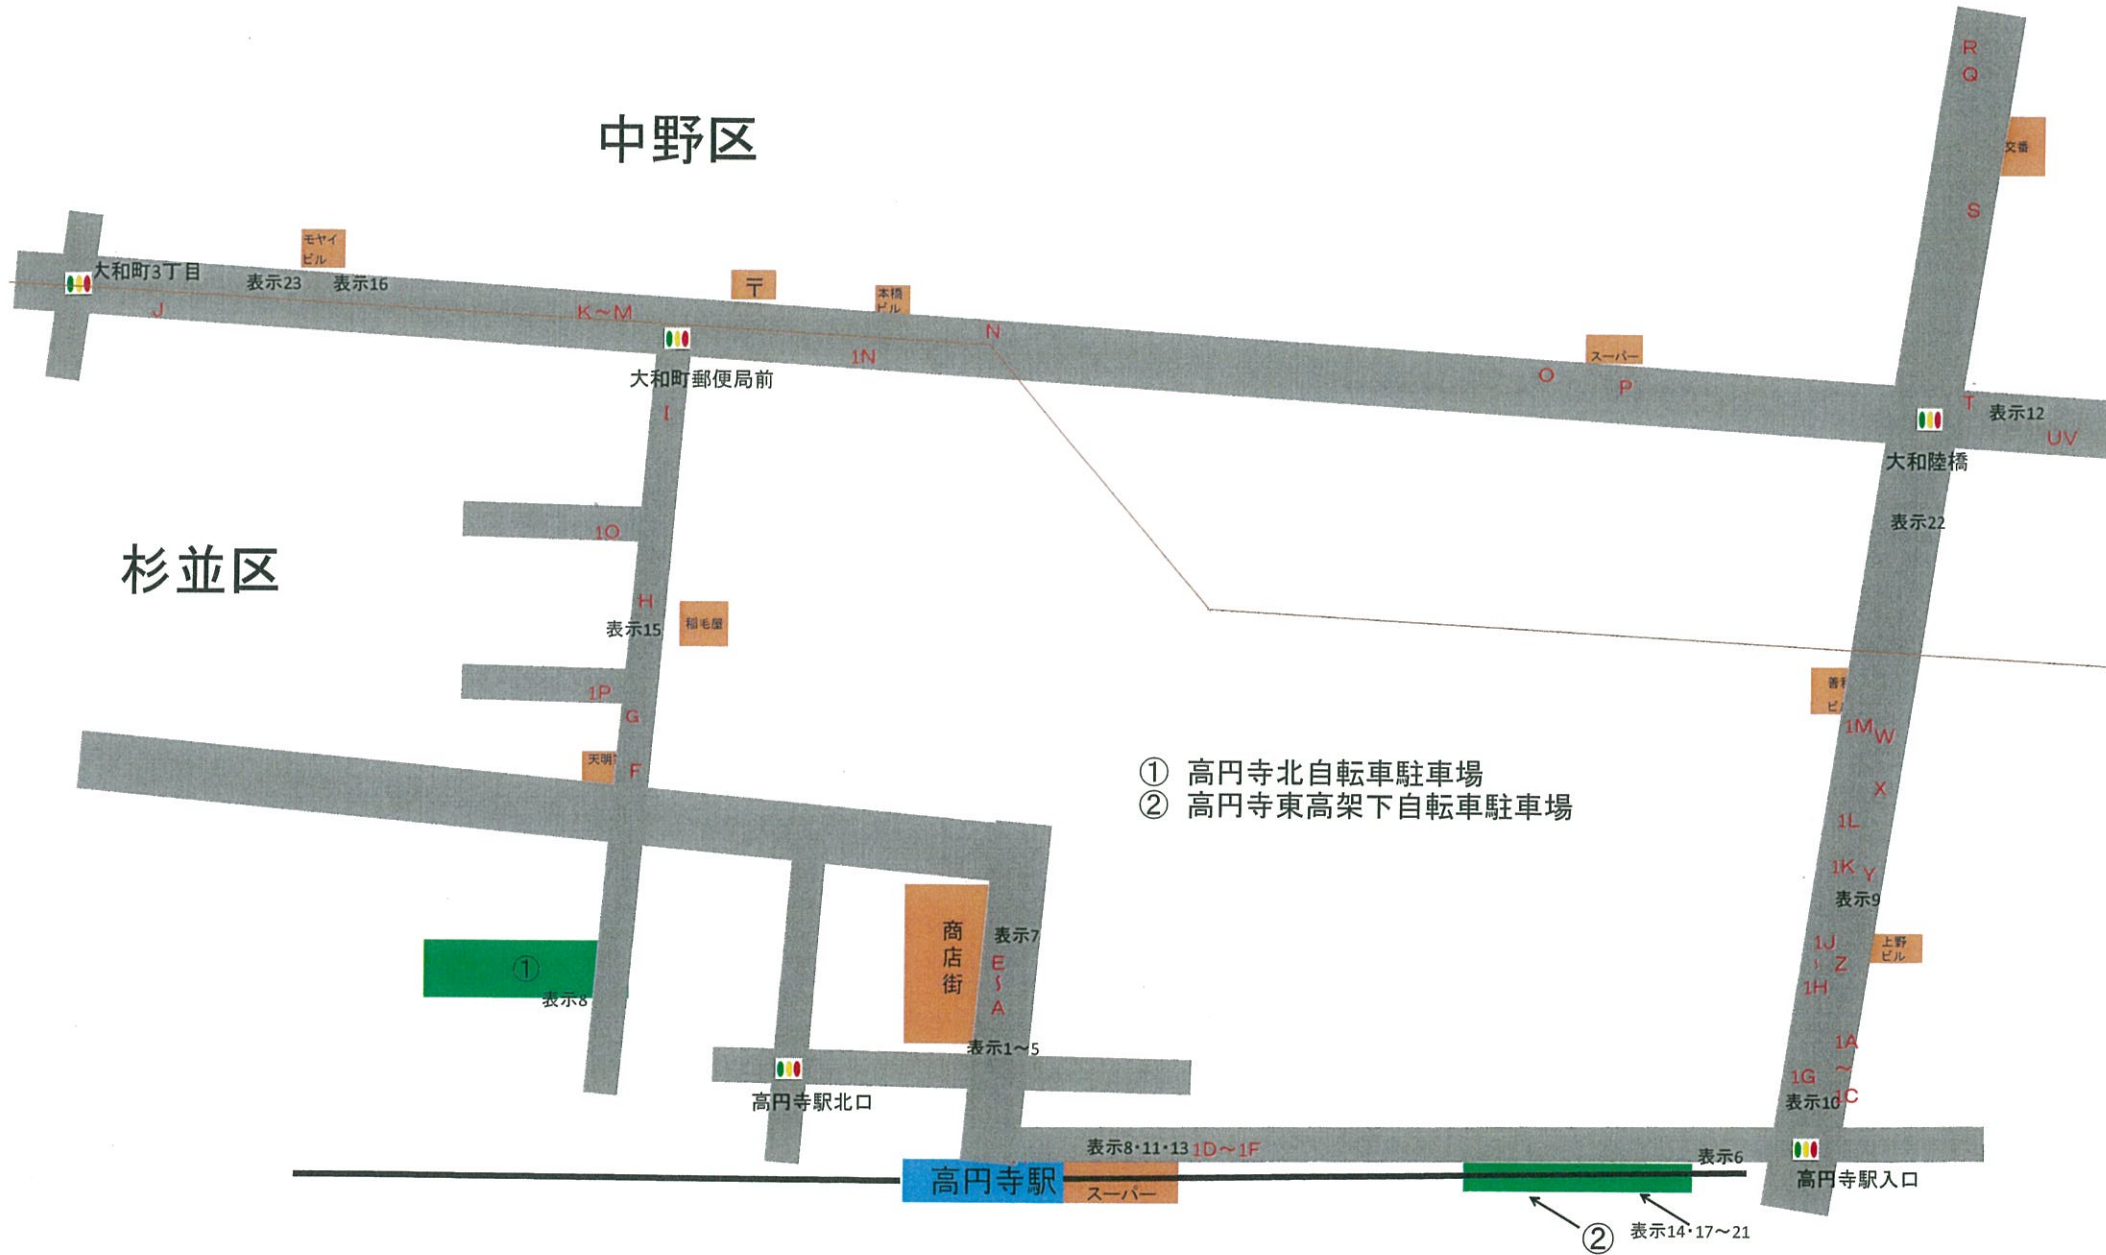 R
Q
中野区
交番
S
モヤイ
ビル
大和町3丁目
表示23
表示16
〒
本橋
ビル
J
K～M
N
1N
スーパー
大和町郵便局前
O
P
T
表示12
UV
I
大和陸橋
表示22
1O
杉並区
H
表示15
稲毛屋
1P
G
天明
F
ビル
1M
W
① 高円寺北自転車駐車場
② 高円寺東高架下自転車駐車場
X
1L
1K
Y
表示9
商店街
表示7
E～A
1J～1H
Z
上野
ビル
①
表示8
表示1～5
1A～1C
1G
高円寺駅北口
表示10
表示8・11・13
1D～1F
表示6
高円寺駅
スーパー
高円寺駅入口
②
表示14・17～21